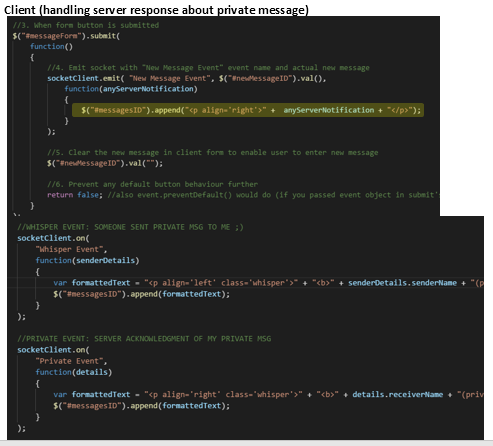 Client (handling server response about private message)
//3. When form button is submitted
$("#messageForm").submit(
function()
{
//4. Emit socket with "New Message Event" event name and actual new message
socketClient.emit( "New Message Event", $("#newMessageID").val(),
function(anyServerNotification)
{
$("#messagesID").append("<p align='right'>" + anyServerNotification + "</p>");
}
);
//5. Clear the new message in client form to enable user to enter new message
$("#newMessageID").val("");
//6. Prevent any default button behaviour further
return false; //also event.preventDefault() would do (if you passed event object in submit's
}
//WHISPER EVENT: SOMEONE SENT PRIVATE MSG TO ME ;)
socketClient.on(
"Whisper Event",
function(senderDetails)
{
var formattedText = "<p align='left' class='whisper'>" + "<b>" + senderDetails.senderName + "(p
$("#messagesID").append(formattedText);
}
);
//PRIVATE EVENT: SERVER ACKNOWLEDGMENT OF MY PRIVATE MSG
socketClient.on(
"Private Event",
function(details)
{
var formattedText = "<p align='right' class='whisper'>" + "<b>" + details.receiverName + "(priv
$("#messagesID").append(formattedText);
}
);